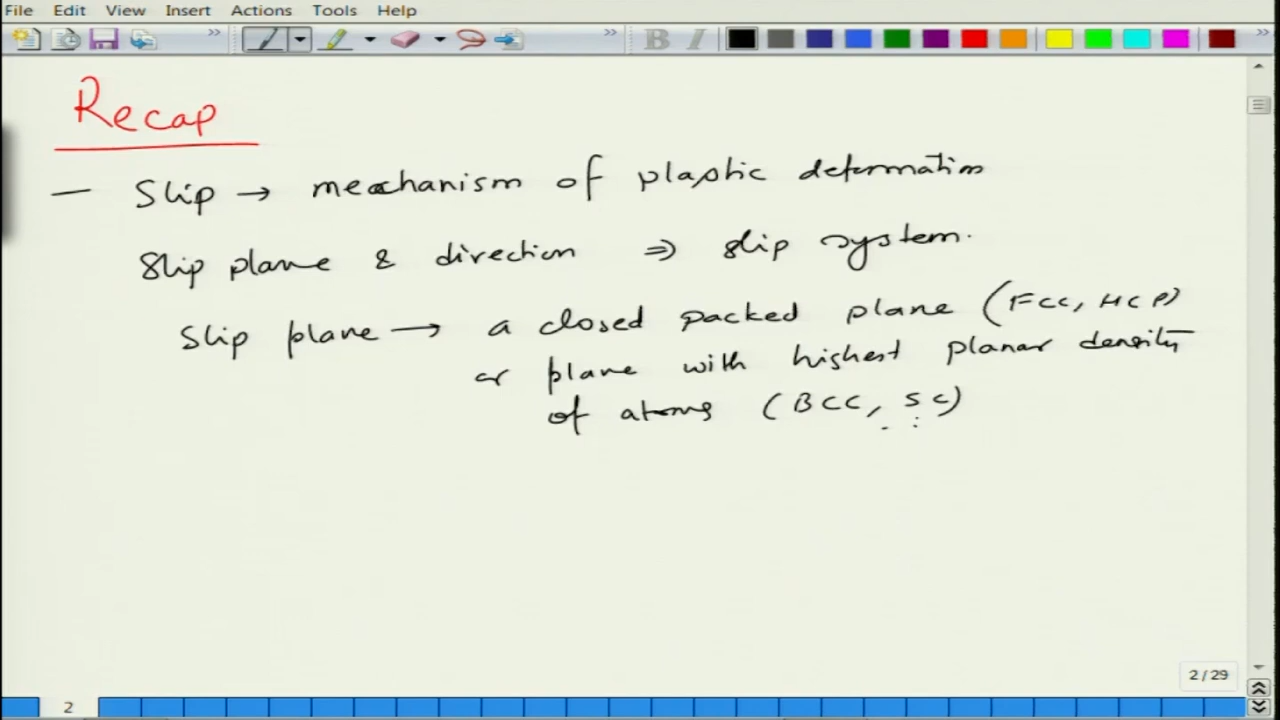 File Edit View Insert Actions Tools Help
B I
Recap
— Slip → mechanism of plastic deformation
Slip plane & direction ⇒ slip system.
Slip plane → a closed packed plane (FCC, HCP)
or plane with highest planar density
of atoms (BCC, SC)
2 / 29
2